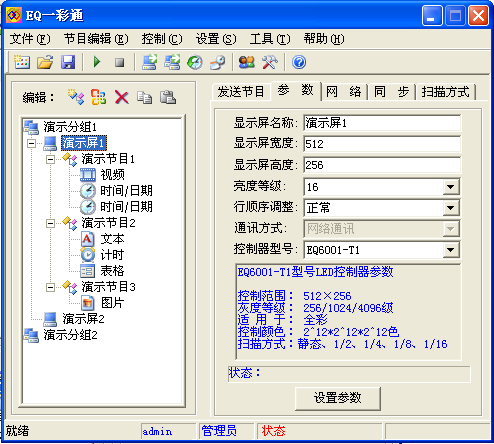 EQ一彩通
文件(F) 节目编辑(E) 控制(C) 设置(S) 工具(T) 帮助(H)
编辑：
演示分组1
演示屏1
演示节目1
视频
时间/日期
时间/日期
演示节目2
文本
计时
表格
演示节目3
图片
演示屏2
演示分组2
发送节目 参 数 网 络 同 步 扫描方式
显示屏名称: 演示屏1
显示屏宽度: 512
显示屏高度: 256
亮度等级: 16
行顺序调整: 正常
通讯方式: 网络通讯
控制器型号: EQ6001-T1
EQ6001-T1型号LED控制器参数
控制范围： 512×256
灰度等级： 256/1024/4096级
适 用 于： 全彩
控制颜色： 2^12*2^12*2^12色
扫描方式：静态、1/2、1/4、1/8、1/16
状态：
设置参数
就绪 admin 管理员 状态